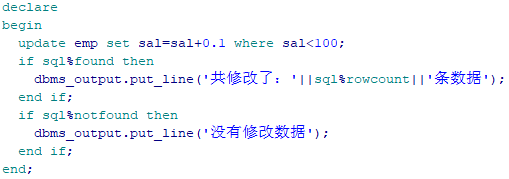 declare
begin
  update emp set sal=sal+0.1 where sal<100;
  if sql%found then
    dbms_output.put_line('共修改了：'||sql%rowcount||'条数据');
  end if;
  if sql%notfound then
    dbms_output.put_line('没有修改数据');
  end if;
end;